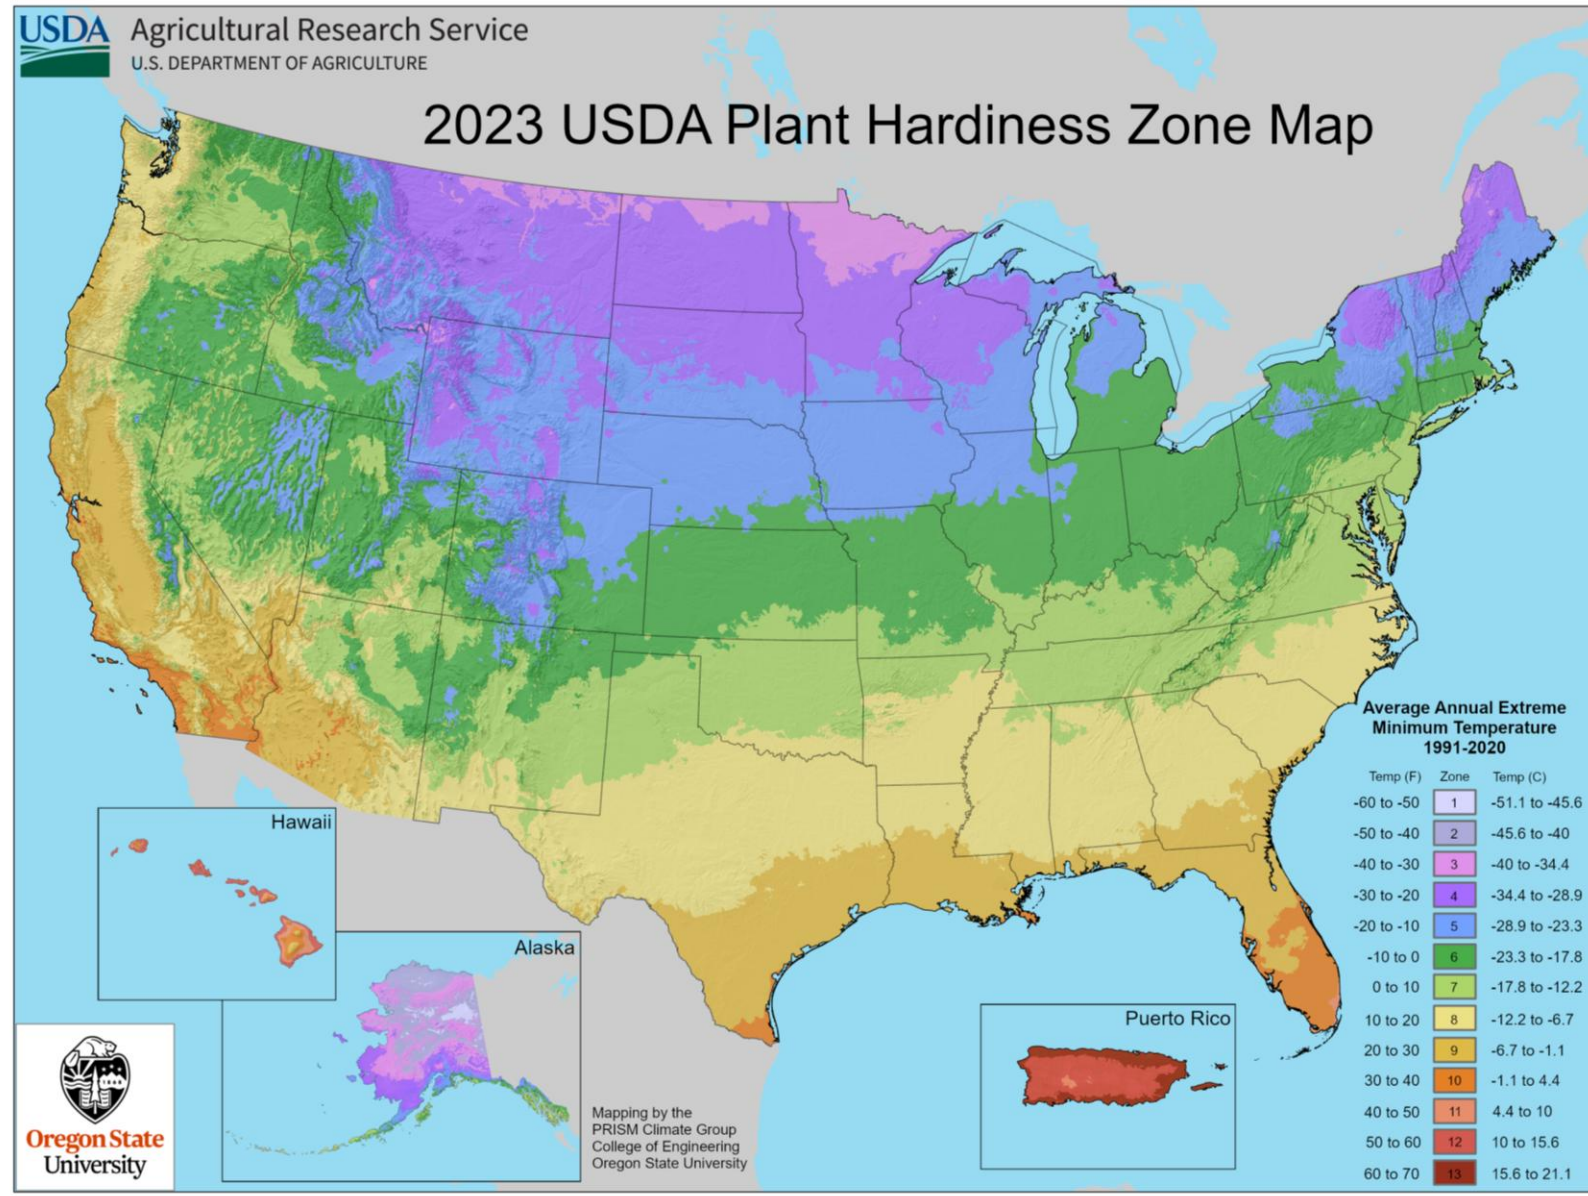 USDA
Agricultural Research Service
U.S. DEPARTMENT OF AGRICULTURE
2023 USDA Plant Hardiness Zone Map
Average Annual Extreme
Minimum Temperature
1991-2020
Temp (F) Zone Temp (C)
-60 to -50 1 -51.1 to -45.6
-50 to -40 2 -45.6 to -40
-40 to -30 3 -40 to -34.4
-30 to -20 4 -34.4 to -28.9
-20 to -10 5 -28.9 to -23.3
-10 to 0 6 -23.3 to -17.8
0 to 10 7 -17.8 to -12.2
10 to 20 8 -12.2 to -6.7
20 to 30 9 -6.7 to -1.1
30 to 40 10 -1.1 to 4.4
40 to 50 11 4.4 to 10
50 to 60 12 10 to 15.6
60 to 70 13 15.6 to 21.1
Hawaii
Alaska
Puerto Rico
Mapping by the
PRISM Climate Group
College of Engineering
Oregon State University
Oregon State
University